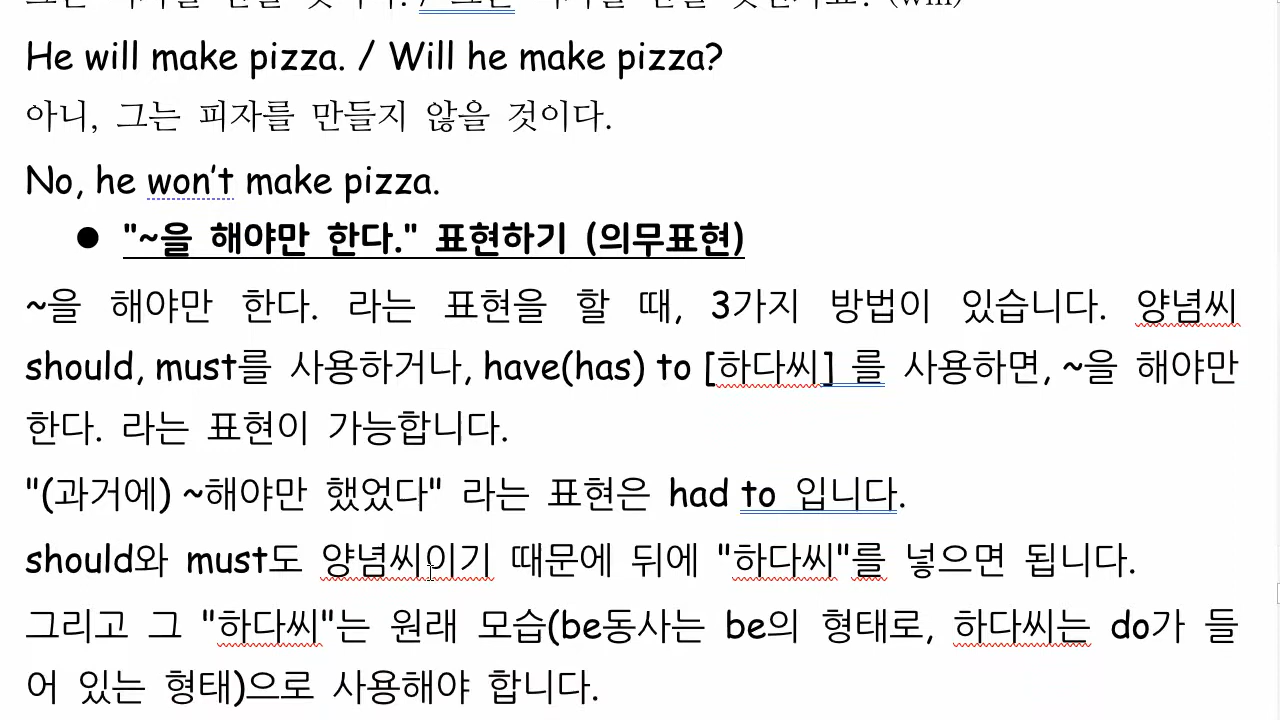 He will make pizza. / Will he make pizza?
아니, 그는 피자를 만들지 않을 것이다.
No, he won't make pizza.
● "~을 해야만 한다." 표현하기 (의무표현)
~을 해야만 한다. 라는 표현을 할 때, 3가지 방법이 있습니다. 양념씨
should, must를 사용하거나, have(has) to [하다씨] 를 사용하면, ~을 해야만
한다. 라는 표현이 가능합니다.
"(과거에) ~해야만 했었다" 라는 표현은 had to 입니다.
should와 must도 양념씨이기 때문에 뒤에 "하다씨"를 넣으면 됩니다.
그리고 그 "하다씨"는 원래 모습(be동사는 be의 형태로, 하다씨는 do가 들
어 있는 형태)으로 사용해야 합니다.